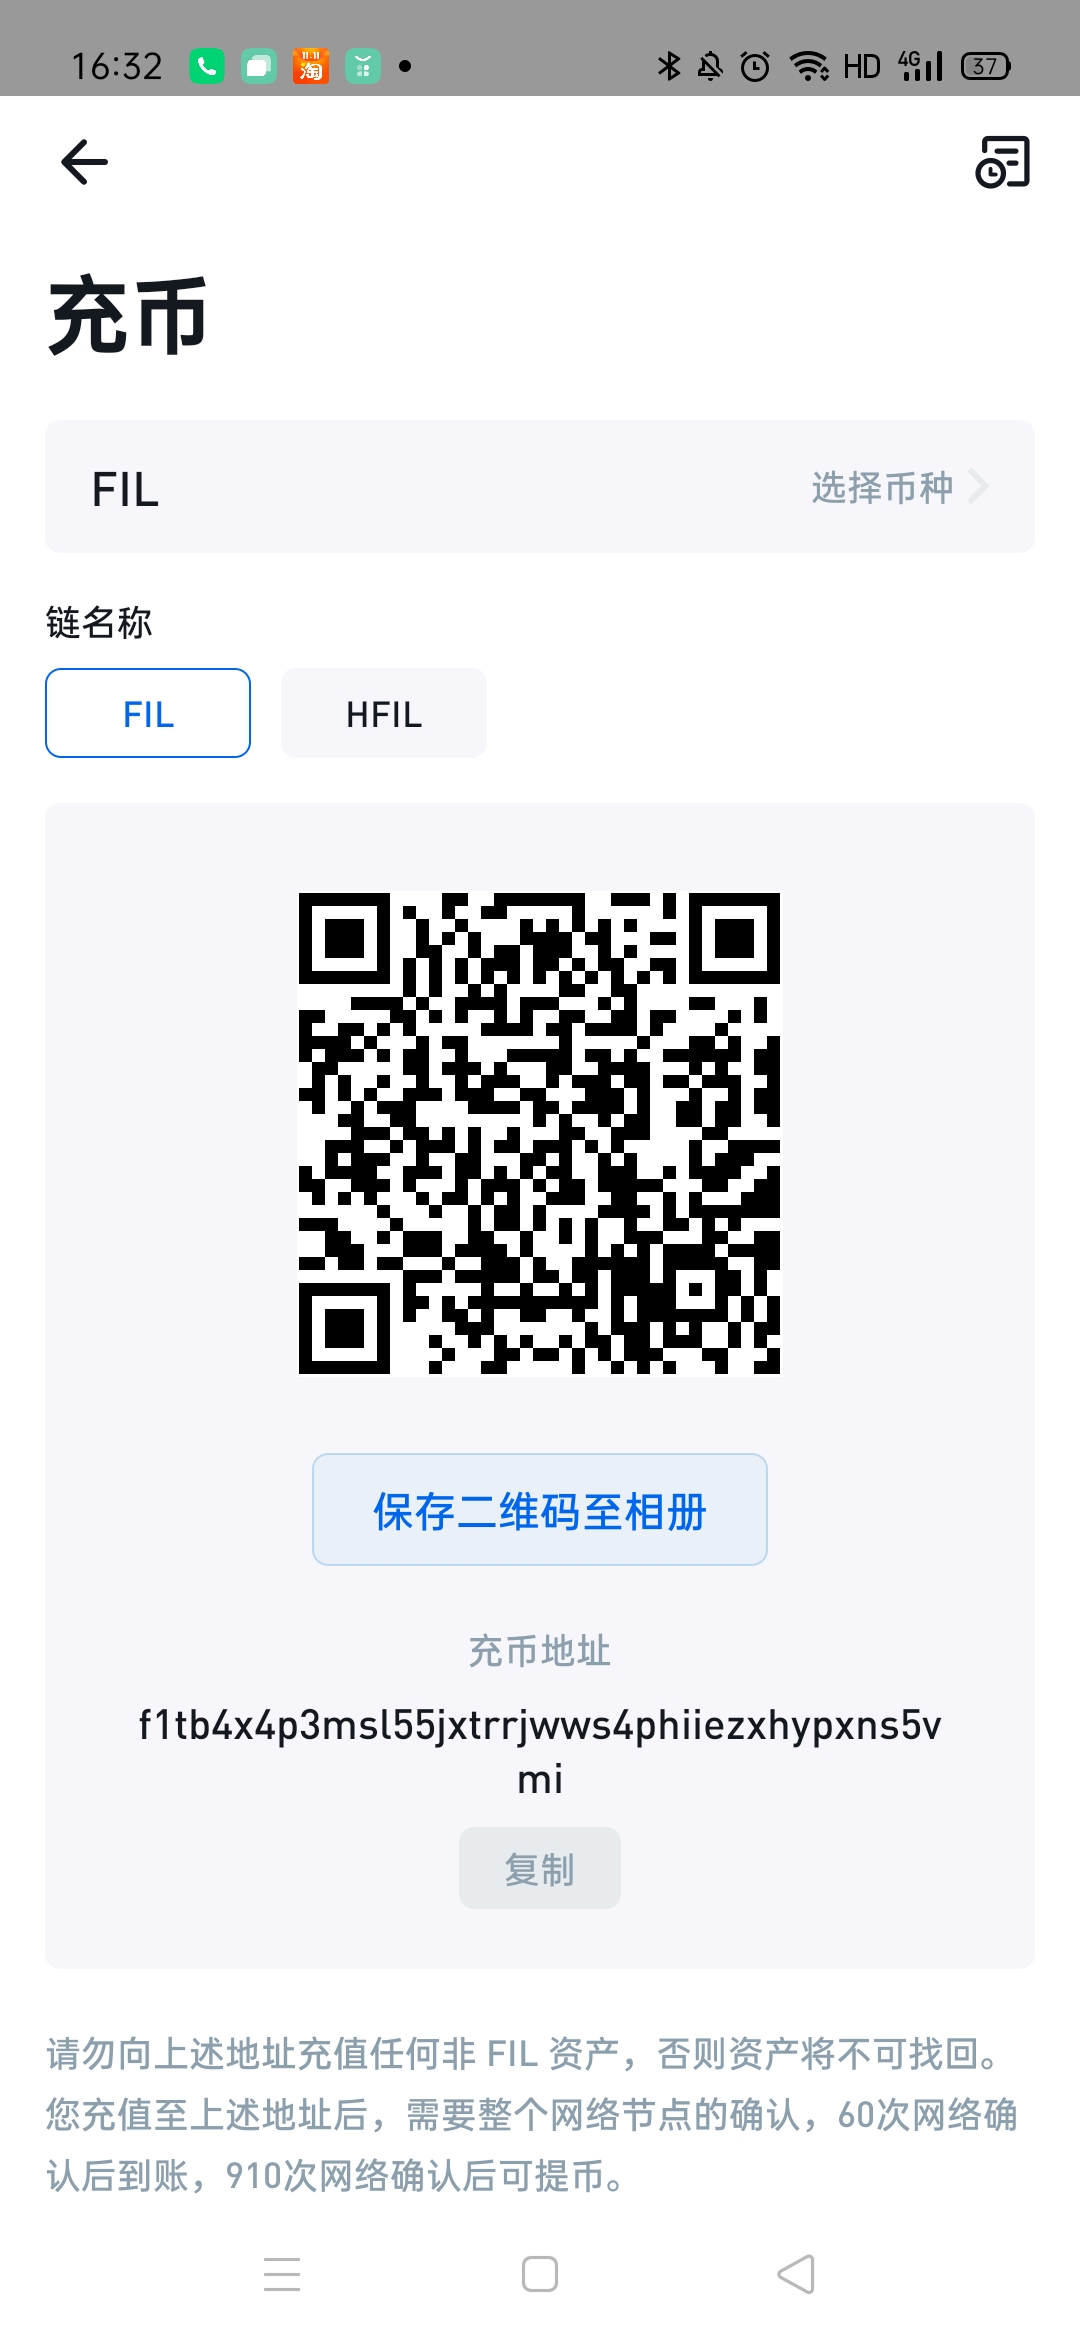 16:32
11.11
淘
HD
4G
37
充币
FIL
选择币种
链名称
FIL
HFIL
保存二维码至相册
充币地址
f1tb4x4p3msl55jxtrrjwws4phiiezxhypxns5v
mi
复制
请勿向上述地址充值任何非 FIL 资产，否则资产将不可找回。
您充值至上述地址后，需要整个网络节点的确认，60次网络确
认后到账，910次网络确认后可提币。